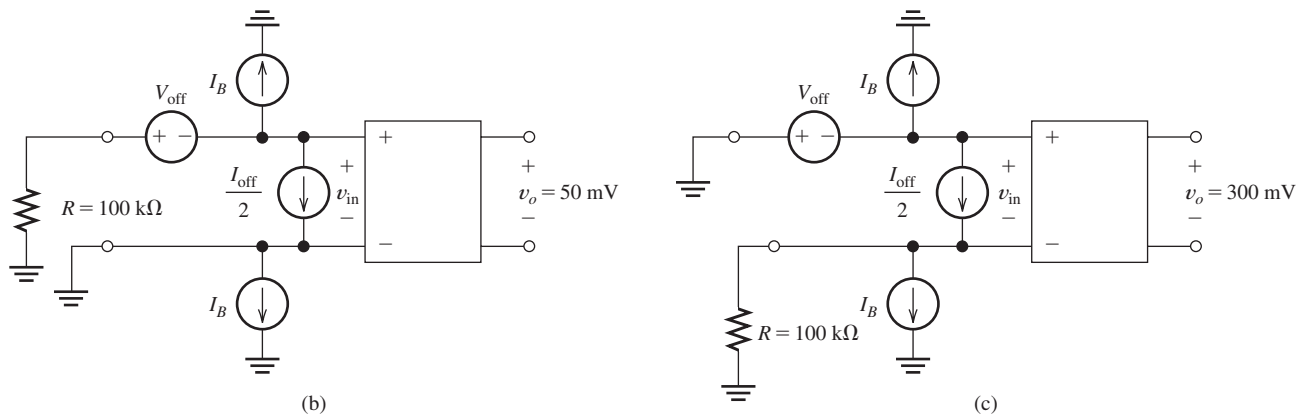 I_B
V_off
+ −
+
I_off/2
+
v_in
−
+
v_o = 50 mV
−
R = 100 kΩ
−
I_B
(b)
I_B
V_off
+ −
+
I_off/2
+
v_in
−
+
v_o = 300 mV
−
−
I_B
R = 100 kΩ
(c)